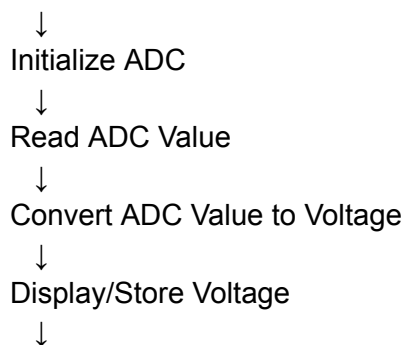 ↓
Initialize ADC
↓
Read ADC Value
↓
Convert ADC Value to Voltage
↓
Display/Store Voltage
↓